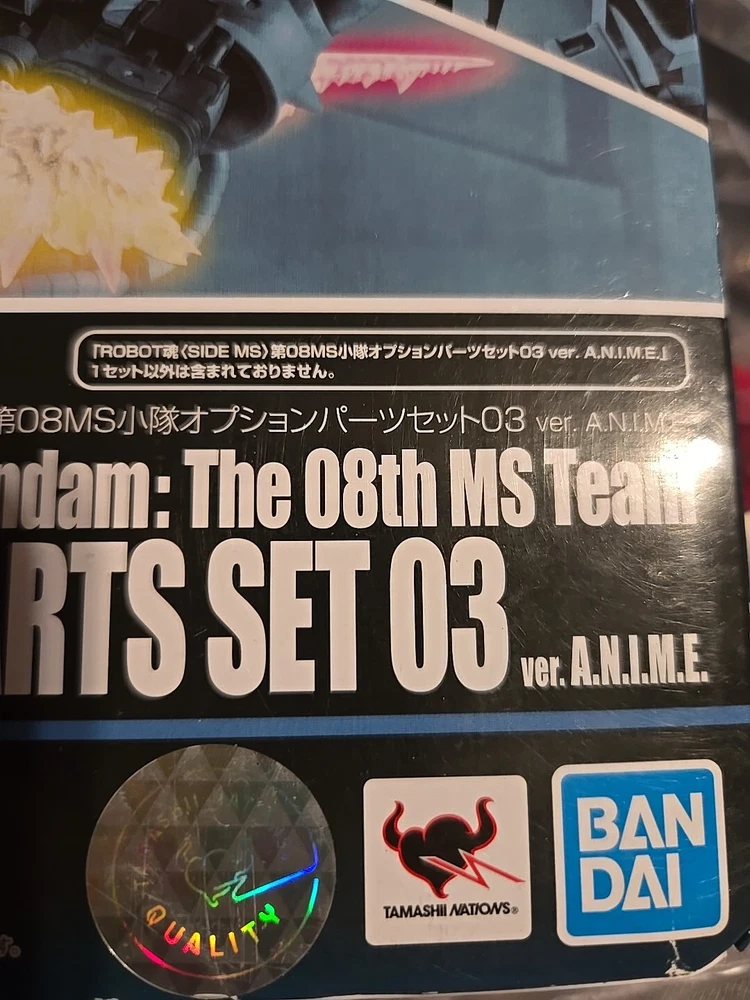 『ROBOT魂〈SIDE MS〉第08MS小隊オプションパーツセット03 ver. A.N.I.M.E.』
1セット以外は含まれておりません。
第08MS小隊オプションパーツセット03 ver. A.N.I.M.E.
ndam: The 08th MS Team
RTS SET 03 ver. A.N.I.M.E.
QUALITY
TAMASHII NATIONS®
BAN
DAI